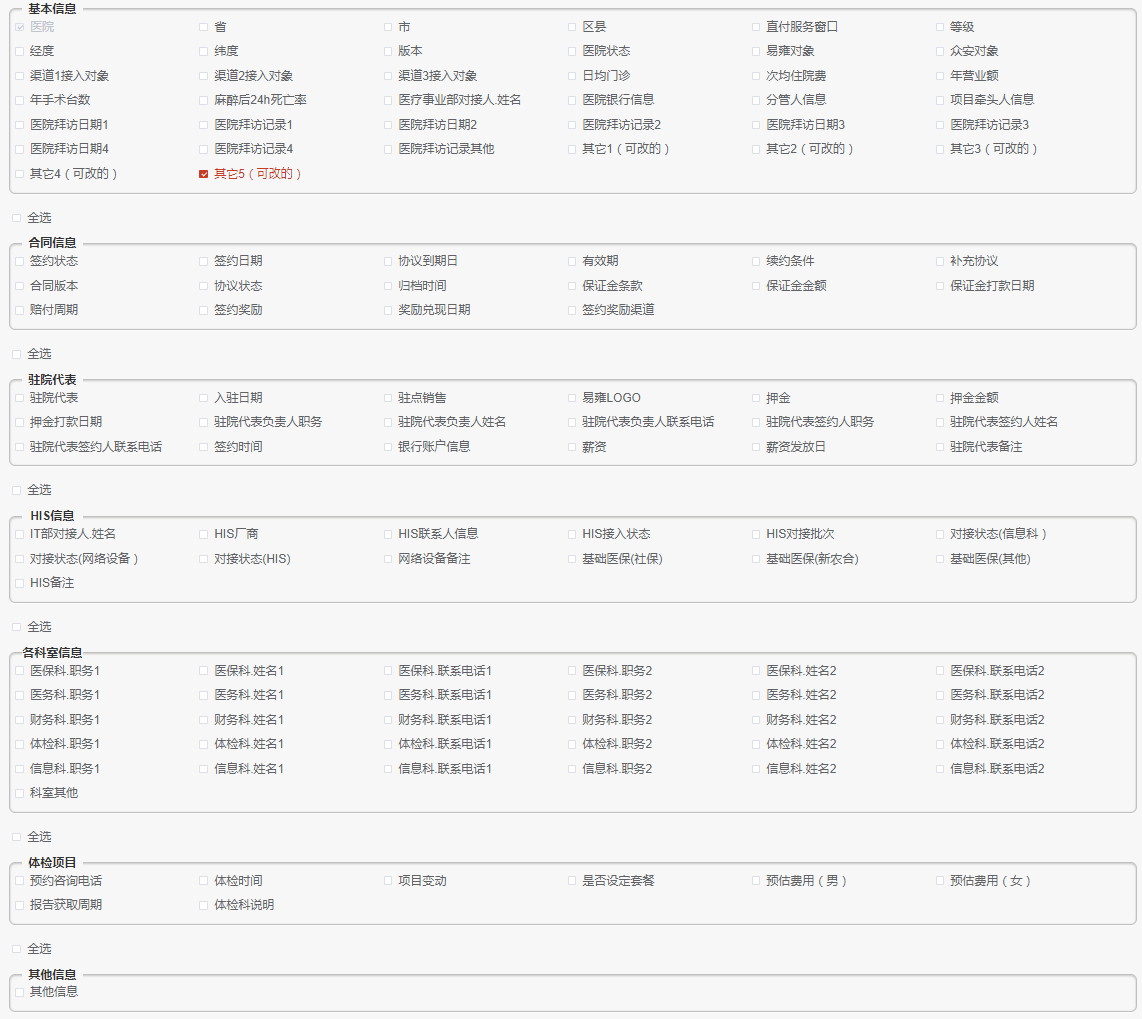 基本信息
医院 省 市 区县 直付服务窗口 等级
经度 纬度 版本 医院状态 易雍对象 众安对象
渠道1接入对象 渠道2接入对象 渠道3接入对象 日均门诊 次均住院费 年营业额
年手术台数 麻醉后24h死亡率 医疗事业部对接人.姓名 医院银行信息 分管人信息 项目牵头人信息
医院拜访日期1 医院拜访记录1 医院拜访日期2 医院拜访记录2 医院拜访日期3 医院拜访记录3
医院拜访日期4 医院拜访记录4 医院拜访记录其他 其它1（可改的） 其它2（可改的） 其它3（可改的）
其它4（可改的） 其它5（可改的）
全选
合同信息
签约状态 签约日期 协议到期日 有效期 续约条件 补充协议
合同版本 协议状态 归档时间 保证金条款 保证金金额 保证金打款日期
赔付周期 签约奖励 奖励兑现日期 签约奖励渠道
全选
驻院代表
驻院代表 入驻日期 驻点销售 易雍LOGO 押金 押金金额
押金打款日期 驻院代表负责人职务 驻院代表负责人姓名 驻院代表负责人联系电话 驻院代表签约人职务 驻院代表签约人姓名
驻院代表签约人联系电话 签约时间 银行账户信息 薪资 薪资发放日 驻院代表备注
全选
HIS信息
IT部对接人.姓名 HIS厂商 HIS联系人信息 HIS接入状态 HIS对接批次 对接状态(信息科）
对接状态(网络设备） 对接状态(HIS) 网络设备备注 基础医保(社保) 基础医保(新农合) 基础医保(其他)
HIS备注
全选
各科室信息
医保科.职务1 医保科.姓名1 医保科.联系电话1 医保科.职务2 医保科.姓名2 医保科.联系电话2
医务科.职务1 医务科.姓名1 医务科.联系电话1 医务科.职务2 医务科.姓名2 医务科.联系电话2
财务科.职务1 财务科.姓名1 财务科.联系电话1 财务科.职务2 财务科.姓名2 财务科.联系电话2
体检科.职务1 体检科.姓名1 体检科.联系电话1 体检科.职务2 体检科.姓名2 体检科.联系电话2
信息科.职务1 信息科.姓名1 信息科.联系电话1 信息科.职务2 信息科.姓名2 信息科.联系电话2
科室其他
全选
体检项目
预约咨询电话 体检时间 项目变动 是否设定套餐 预估费用（男） 预估费用（女）
报告获取周期 体检科说明
全选
其他信息
其他信息